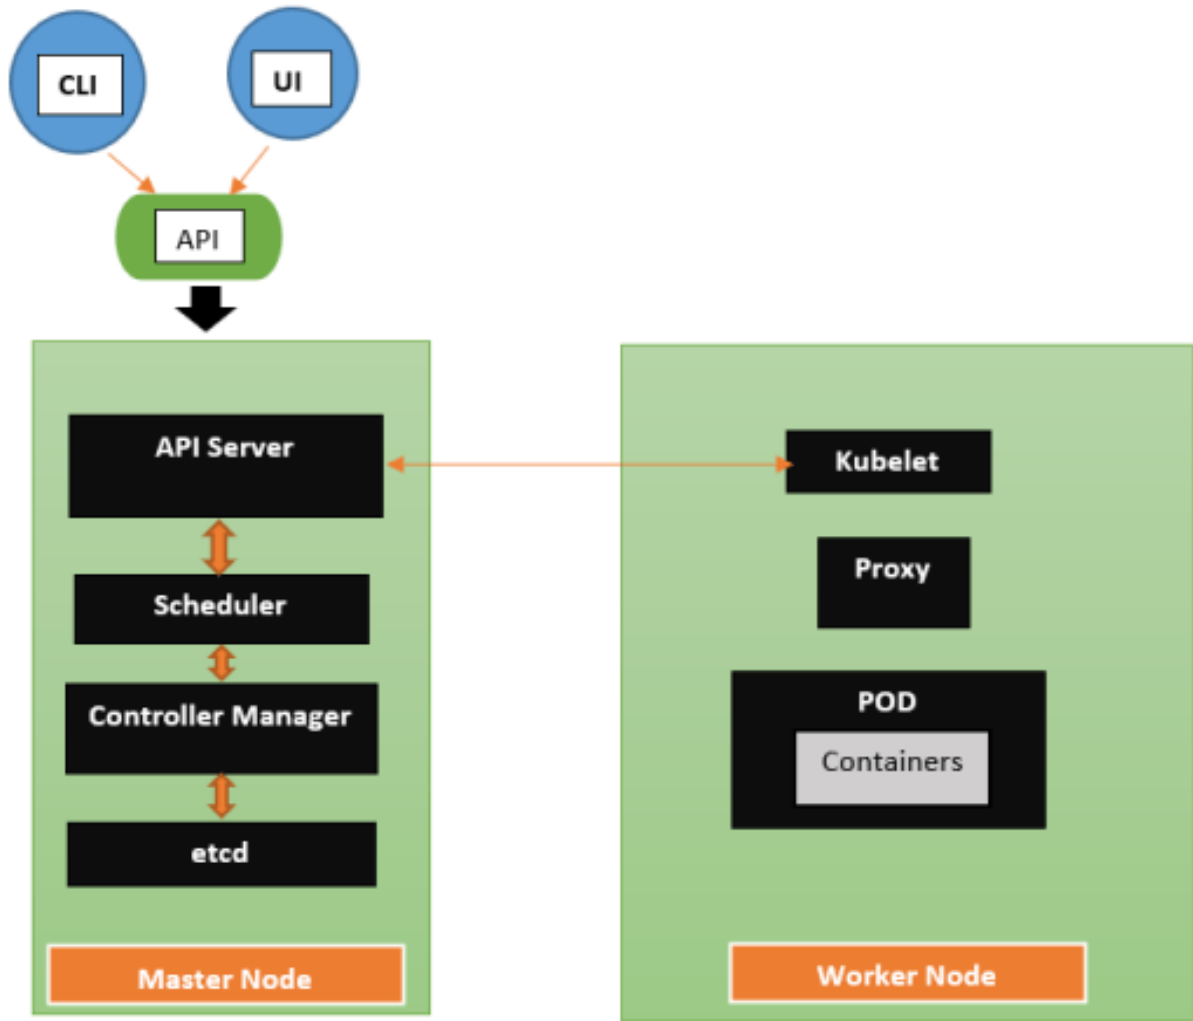 CLI
UI
API
API Server
Scheduler
Controller Manager
etcd
Master Node
Kubelet
Proxy
POD
Containers
Worker Node